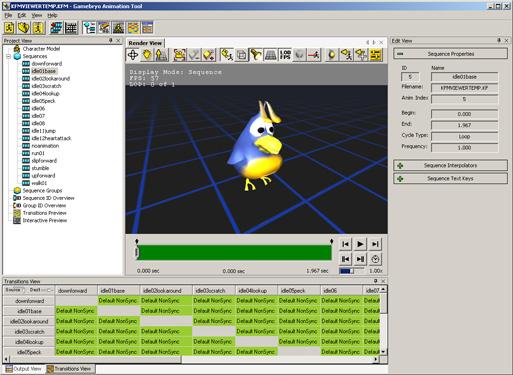 KFMVIEWERTEMP.KFM - Gamebryo Animation Tool
File Edit View Help
Project View
Character Model
Sequences
downforward
idle01base
idle02lookaround
idle03scratch
idle04lookup
idle05peck
idle06
idle07
idle08
idle11jump
idle12heartattack
noanimation
run01
slipforward
stumble
upforward
walk01
Sequence Groups
Sequence ID Overview
Group ID Overview
Transitions Preview
Interactive Preview
Render View
LOD
FPS
Display Mode: Sequence
FPS: 57
LOD: 0 of 1
0.000 sec 0.000 sec 1.967 sec 1.00x
Edit View
Sequence Properties
ID Name
5 idle01base
Filename: KFMVIEWERTEMP.KF
Anim Index 5
Begin: 0.000
End: 1.967
Cycle Type: Loop
Frequency: 1.000
Sequence Interpolators
Sequence Text Keys
Transitions View
Source Dest downforward idle01base idle02lookaround idle03scratch idle04lookup idle05peck idle06 idle07
downforward Default NonSync Default NonSync Default NonSync Default NonSync Default NonSync Default NonSync Default
idle01base Default NonSync Default NonSync Default NonSync Default NonSync Default NonSync Default NonSync Default
idle02lookaround Default NonSync Default NonSync Default NonSync Default NonSync Default NonSync Default NonSync Default
idle03scratch Default NonSync Default NonSync Default NonSync Default NonSync Default NonSync Default NonSync Default
idle04lookup Default NonSync Default NonSync Default NonSync Default NonSync Default NonSync Default NonSync Default
idle05peck Default NonSync Default NonSync Default NonSync Default NonSync Default NonSync Default NonSync Default
Output View Transitions View